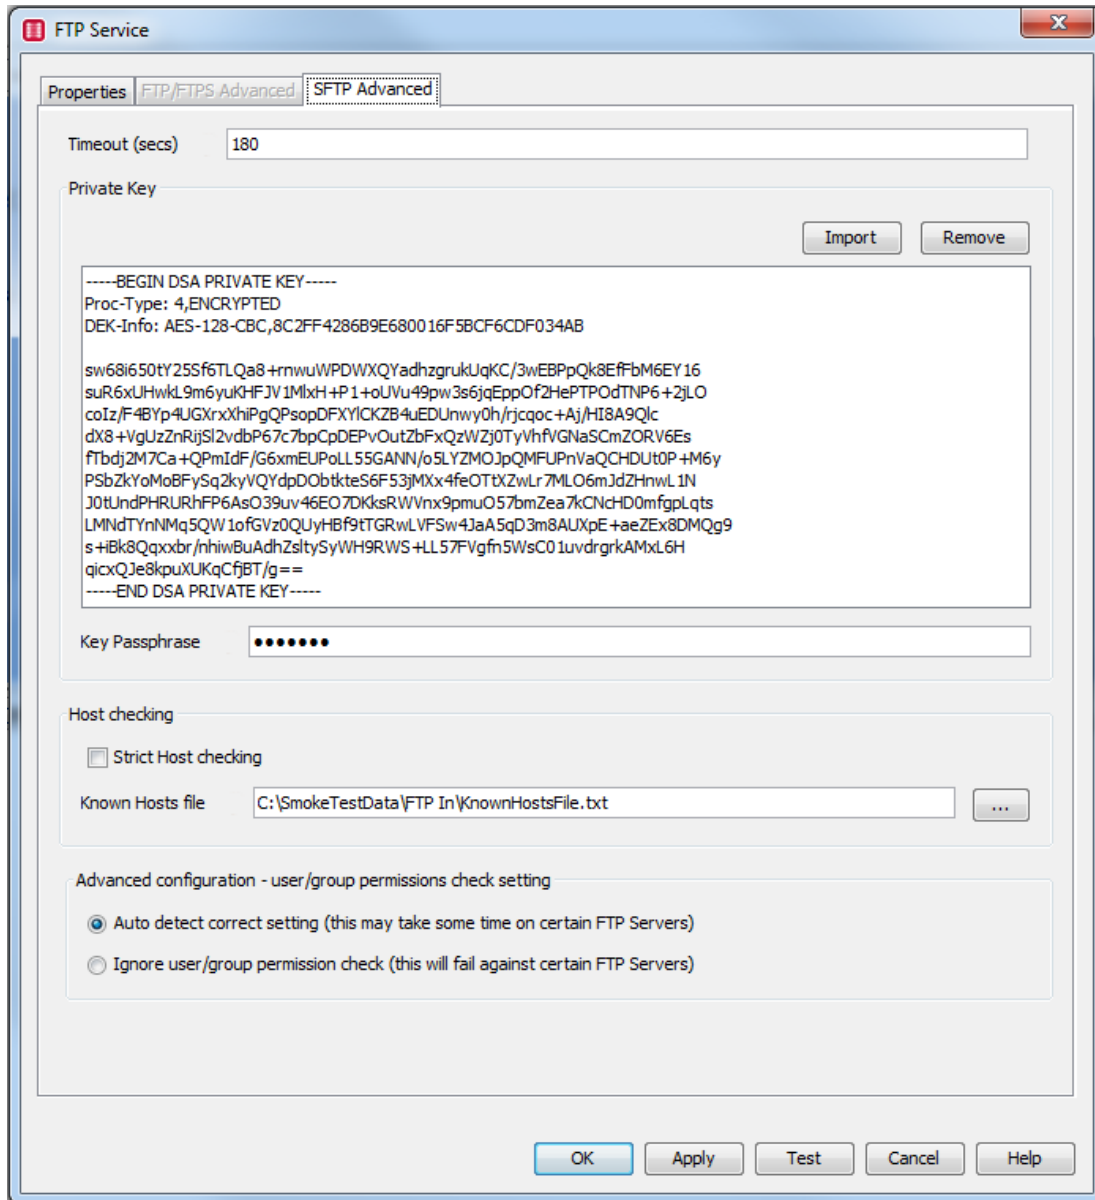 FTP Service
Properties FTP/FTPS Advanced SFTP Advanced
Timeout (secs) 180
Private Key
Import Remove
-----BEGIN DSA PRIVATE KEY-----
Proc-Type: 4,ENCRYPTED
DEK-Info: AES-128-CBC,8C2FF4286B9E680016F5BCF6CDF034AB
sw68i650tY25Sf6TLQa8+rnwuWPDWXQYadhzgrukUqKC/3wEBPpQk8EfFbM6EY16
suR6xUHwkL9m6yuKHFJV1MlxH+P1+oUVu49pw3s6jqEppOf2HePTPOdTNP6+2jLO
coIz/F4BYp4UGXrxXhiPgQPsopDFXYlCKZB4uEDUnwy0h/rjcqoc+Aj/HI8A9Qlc
dX8+VgUzZnRijSl2vdbP67c7bpCpDEPvOutZbFxQzWZj0TyVhfVGNaSCmZORV6Es
fTbdj2M7Ca+QPmIdF/G6xmEUPoLL55GANN/o5LYZMOJpQMFUPnVaQCHDUt0P+M6y
PSbZkYoMoBFySq2kyVQYdpDObtkteS6F53jMXx4feOTtXZwLr7MLO6mJdZHnwL1N
J0tUndPHRURhFP6AsO39uv46EO7DKksRWVnx9pmuO57bmZea7kCNcHD0mfgpLqts
LMNdTYnNMq5QW1ofGVz0QUyHBf9tTGRwLVFSw4JaA5qD3m8AUXpE+aeZEx8DMQg9
s+iBk8Qqxxbr/nhiwBuAdhZsltySyWH9RWS+LL57FVgfn5WsC01uvdrgrkAMxL6H
qicxQJe8kpuXUKqCfjBT/g==
-----END DSA PRIVATE KEY-----
Key Passphrase •••••••
Host checking
Strict Host checking
Known Hosts file C:\SmokeTestData\FTP In\KnownHostsFile.txt ...
Advanced configuration - user/group permissions check setting
Auto detect correct setting (this may take some time on certain FTP Servers)
Ignore user/group permission check (this will fail against certain FTP Servers)
OK Apply Test Cancel Help